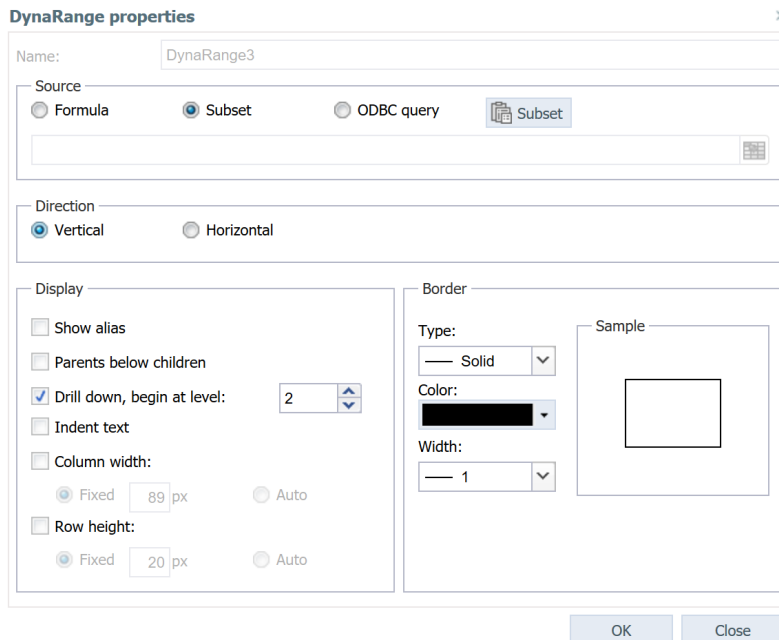 DynaRange properties
Name: DynaRange3
Source
Formula Subset ODBC query Subset
Direction
Vertical Horizontal
Display
Show alias
Parents below children
Drill down, begin at level: 2
Indent text
Column width:
Fixed 89 px Auto
Row height:
Fixed 20 px Auto
Border
Type:
Solid
Color:
Width:
1
Sample
OK Close